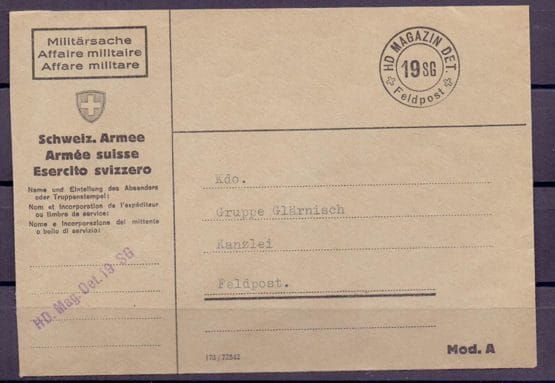 Militärsache
Affaire militaire
Affare militare
Schweiz. Armee
Armée suisse
Esercito svizzero
Name und Einteilung des Absenders
oder Truppenstempel:
Nom et Incorporation de l'expéditeur
ou timbre de service:
Nome e Incorporazione del mittente
o bollo di servizio:
HD. Mag. Det. 19 SG
HD MAGAZIN DET.
19 SG
Feldpost
Kdo.
Gruppe Glärnisch
Kanzlei
Feldpost.
173/72542
Mod. A